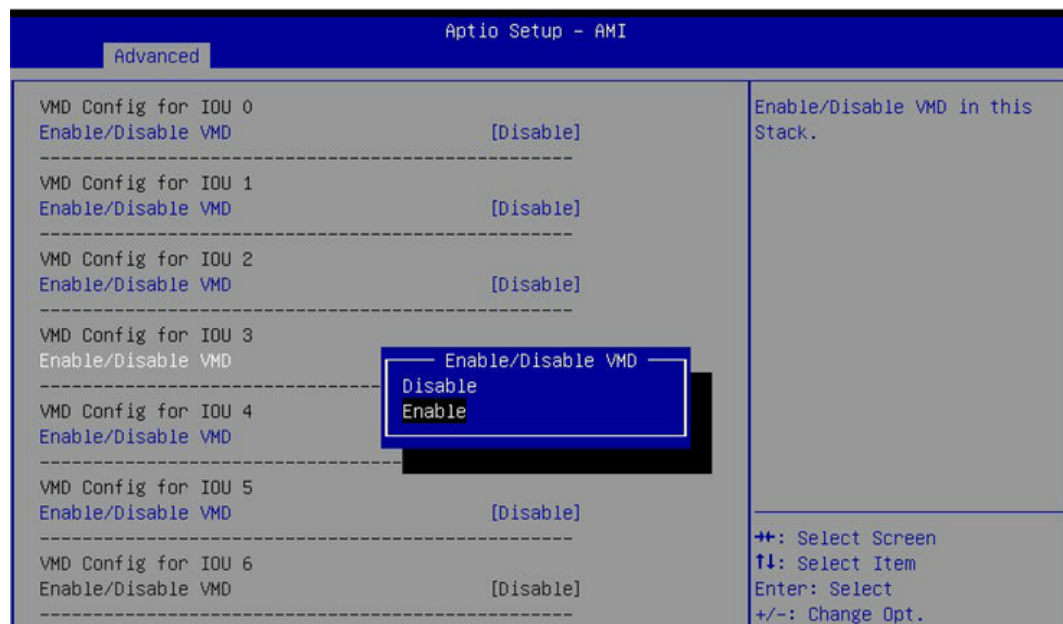 Aptio Setup – AMI
Advanced
VMD Config for IOU 0
Enable/Disable VMD [Disable]
--------------------------------------------------
VMD Config for IOU 1
Enable/Disable VMD [Disable]
--------------------------------------------------
VMD Config for IOU 2
Enable/Disable VMD [Disable]
--------------------------------------------------
VMD Config for IOU 3
Enable/Disable VMD
--------------------------------
VMD Config for IOU 4
Enable/Disable VMD
----------------------------------
VMD Config for IOU 5
Enable/Disable VMD [Disable]
--------------------------------------------------
VMD Config for IOU 6
Enable/Disable VMD [Disable]
--------------------------------------------------
Enable/Disable VMD
Disable
Enable
Enable/Disable VMD in this
Stack.
→←: Select Screen
↑↓: Select Item
Enter: Select
+/-: Change Opt.